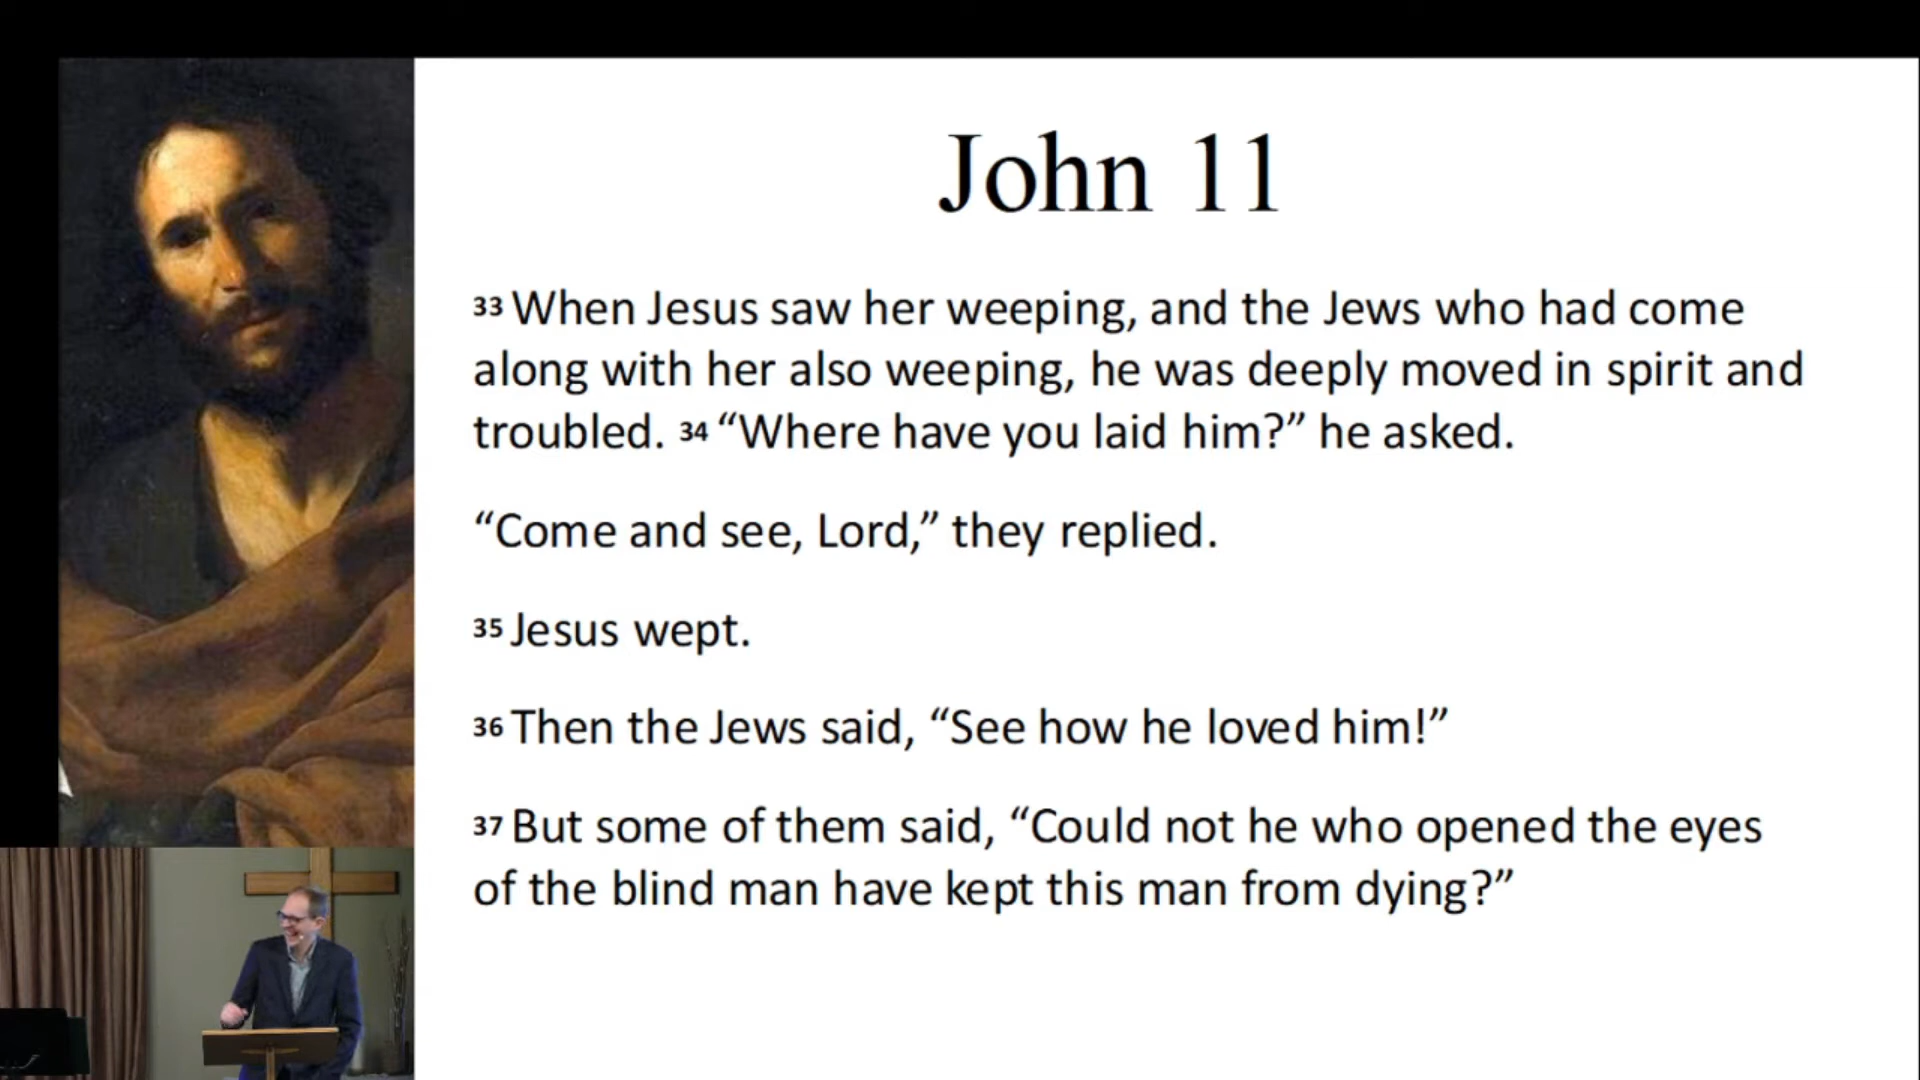 John 11
33 When Jesus saw her weeping, and the Jews who had come
along with her also weeping, he was deeply moved in spirit and
troubled. 34 “Where have you laid him?” he asked.
“Come and see, Lord,” they replied.
35 Jesus wept.
36 Then the Jews said, “See how he loved him!”
37 But some of them said, “Could not he who opened the eyes
of the blind man have kept this man from dying?”